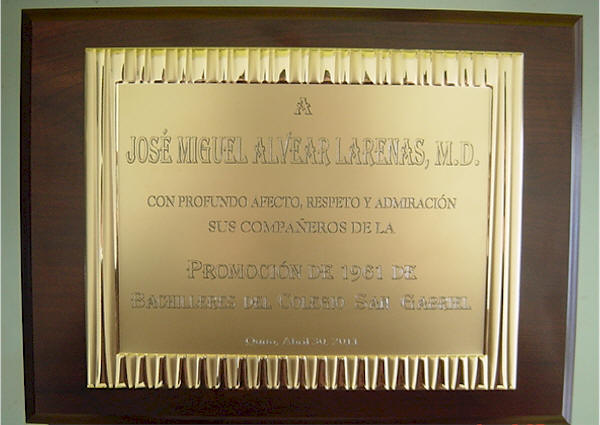 A
JOSÉ MIGUEL ALVEAR LARENAS, M.D.
CON PROFUNDO AFECTO, RESPETO Y ADMIRACIÓN
SUS COMPAÑEROS DE LA
PROMOCIÓN DE 1961 DE
BACHILLERES DEL COLEGIO SAN GABRIEL
Quito, Abril 30, 2011